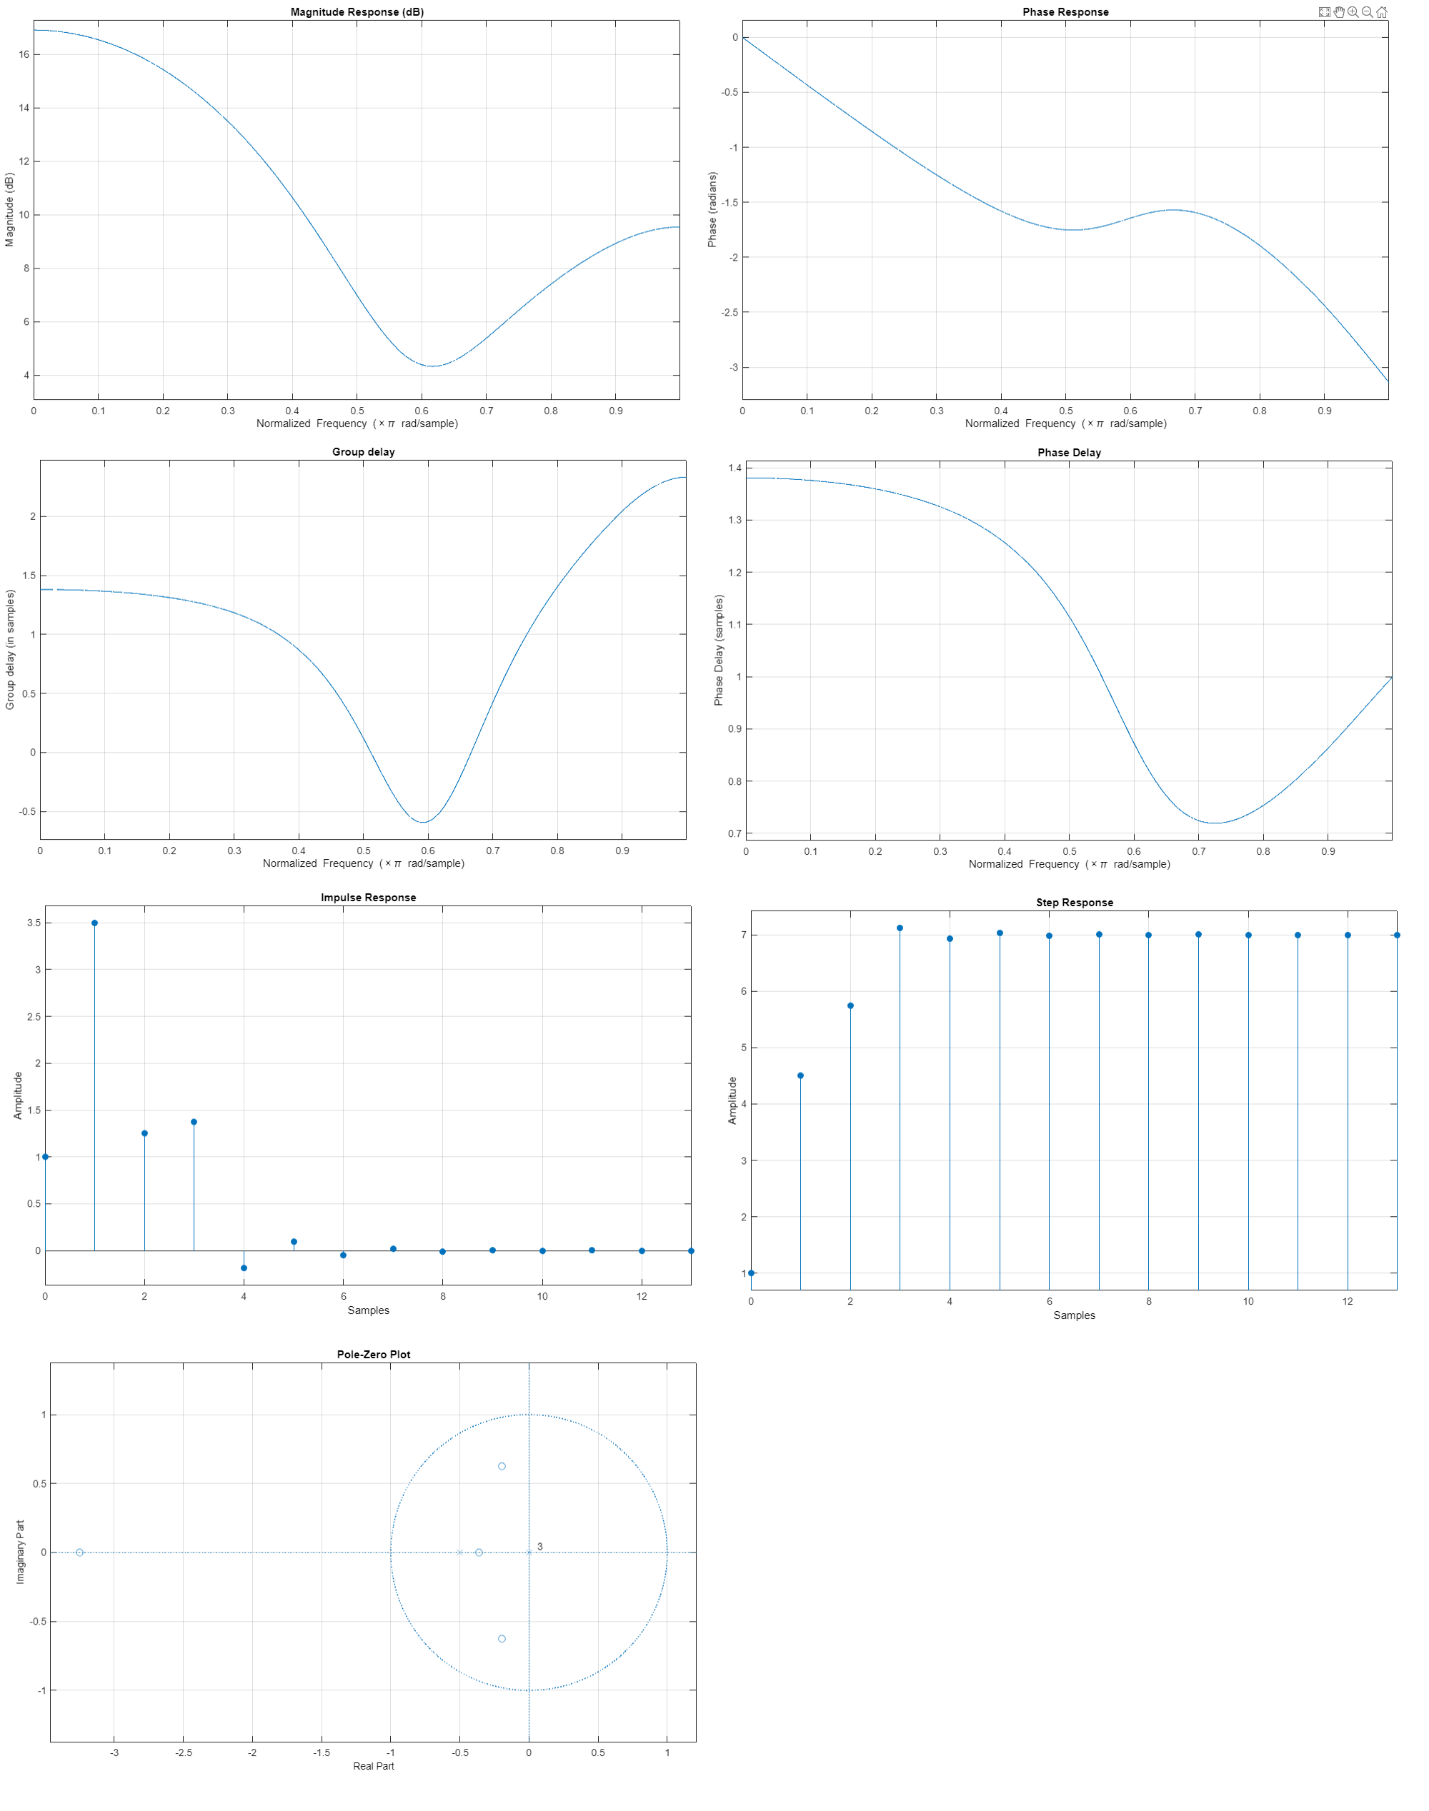 Magnitude Response (dB)
16
14
12
10
8
6
4
Magnitude (dB)
0 0.1 0.2 0.3 0.4 0.5 0.6 0.7 0.8 0.9
Normalized Frequency (×π rad/sample)
Phase Response
0
-0.5
-1
-1.5
-2
-2.5
-3
Phase (radians)
0 0.1 0.2 0.3 0.4 0.5 0.6 0.7 0.8 0.9
Normalized Frequency (×π rad/sample)
Group delay
2
1.5
1
0.5
0
-0.5
Group delay (in samples)
0 0.1 0.2 0.3 0.4 0.5 0.6 0.7 0.8 0.9
Normalized Frequency (×π rad/sample)
Phase Delay
1.4
1.3
1.2
1.1
1
0.9
0.8
0.7
Phase Delay (samples)
0 0.1 0.2 0.3 0.4 0.5 0.6 0.7 0.8 0.9
Normalized Frequency (×π rad/sample)
Impulse Response
3.5
3
2.5
2
1.5
1
0.5
0
Amplitude
0 2 4 6 8 10 12
Samples
Step Response
7
6
5
4
3
2
1
Amplitude
0 2 4 6 8 10 12
Samples
Pole-Zero Plot
1
0.5
0
-0.5
-1
Imaginary Part
3
-3 -2.5 -2 -1.5 -1 -0.5 0 0.5 1
Real Part